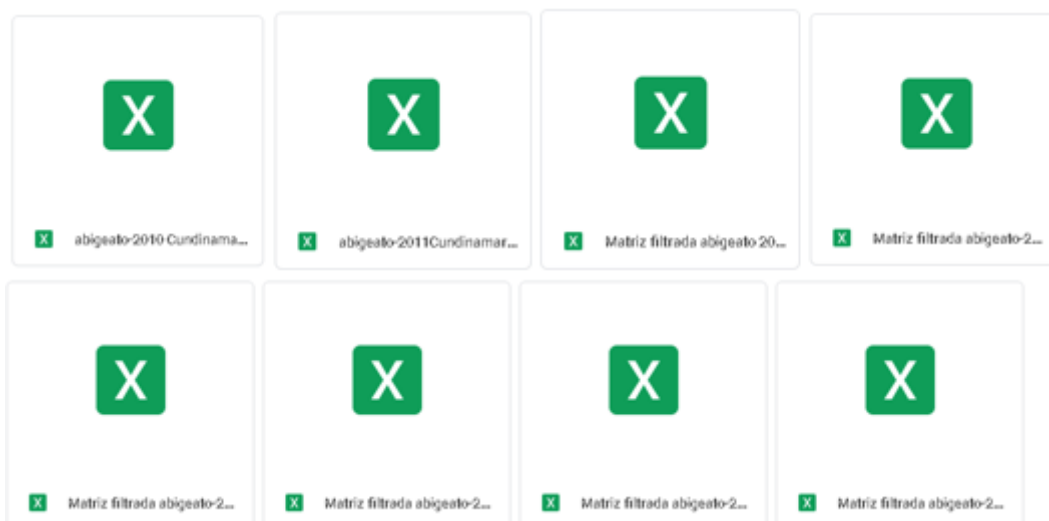 abigeato-2010 Cundinama...
abigeato-2011Cundinamar...
Matriz filtrada abigeato 20...
Matriz filtrada abigeato-2...
Matriz filtrada abigeato-2...
Matriz filtrada abigeato-2...
Matriz filtrada abigeato-2...
Matriz filtrada abigeato-2...